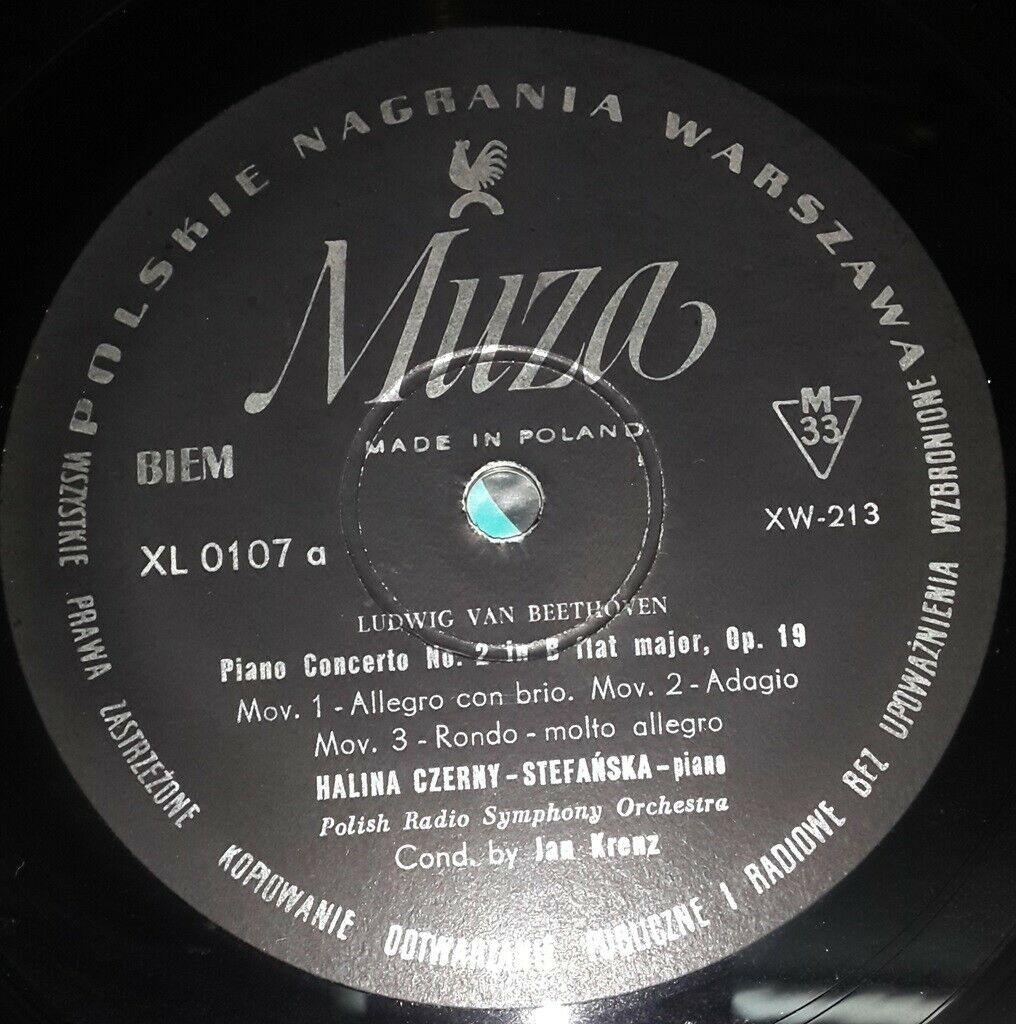 POLSKIE NAGRANIA WARSZAWA
Muza
MADE IN POLAND
BIEM
M
33
XL 0107 a
XW-213
LUDWIG VAN BEETHOVEN
Piano Concerto No. 2 in B flat major, Op. 19
Mov. 1 - Allegro con brio. Mov. 2 - Adagio
Mov. 3 - Rondo - molto allegro
HALINA CZERNY-STEFAŃSKA-piano
Polish Radio Symphony Orchestra
Cond. by Jan Krenz
WSZYSTKIE PRAWA ZASTRZEŻONE KOPIOWANIE ODTWARZANIE PUBLICZNE I RADIOWE BEZ UPOWAŻNIENIA WZBRONIONE